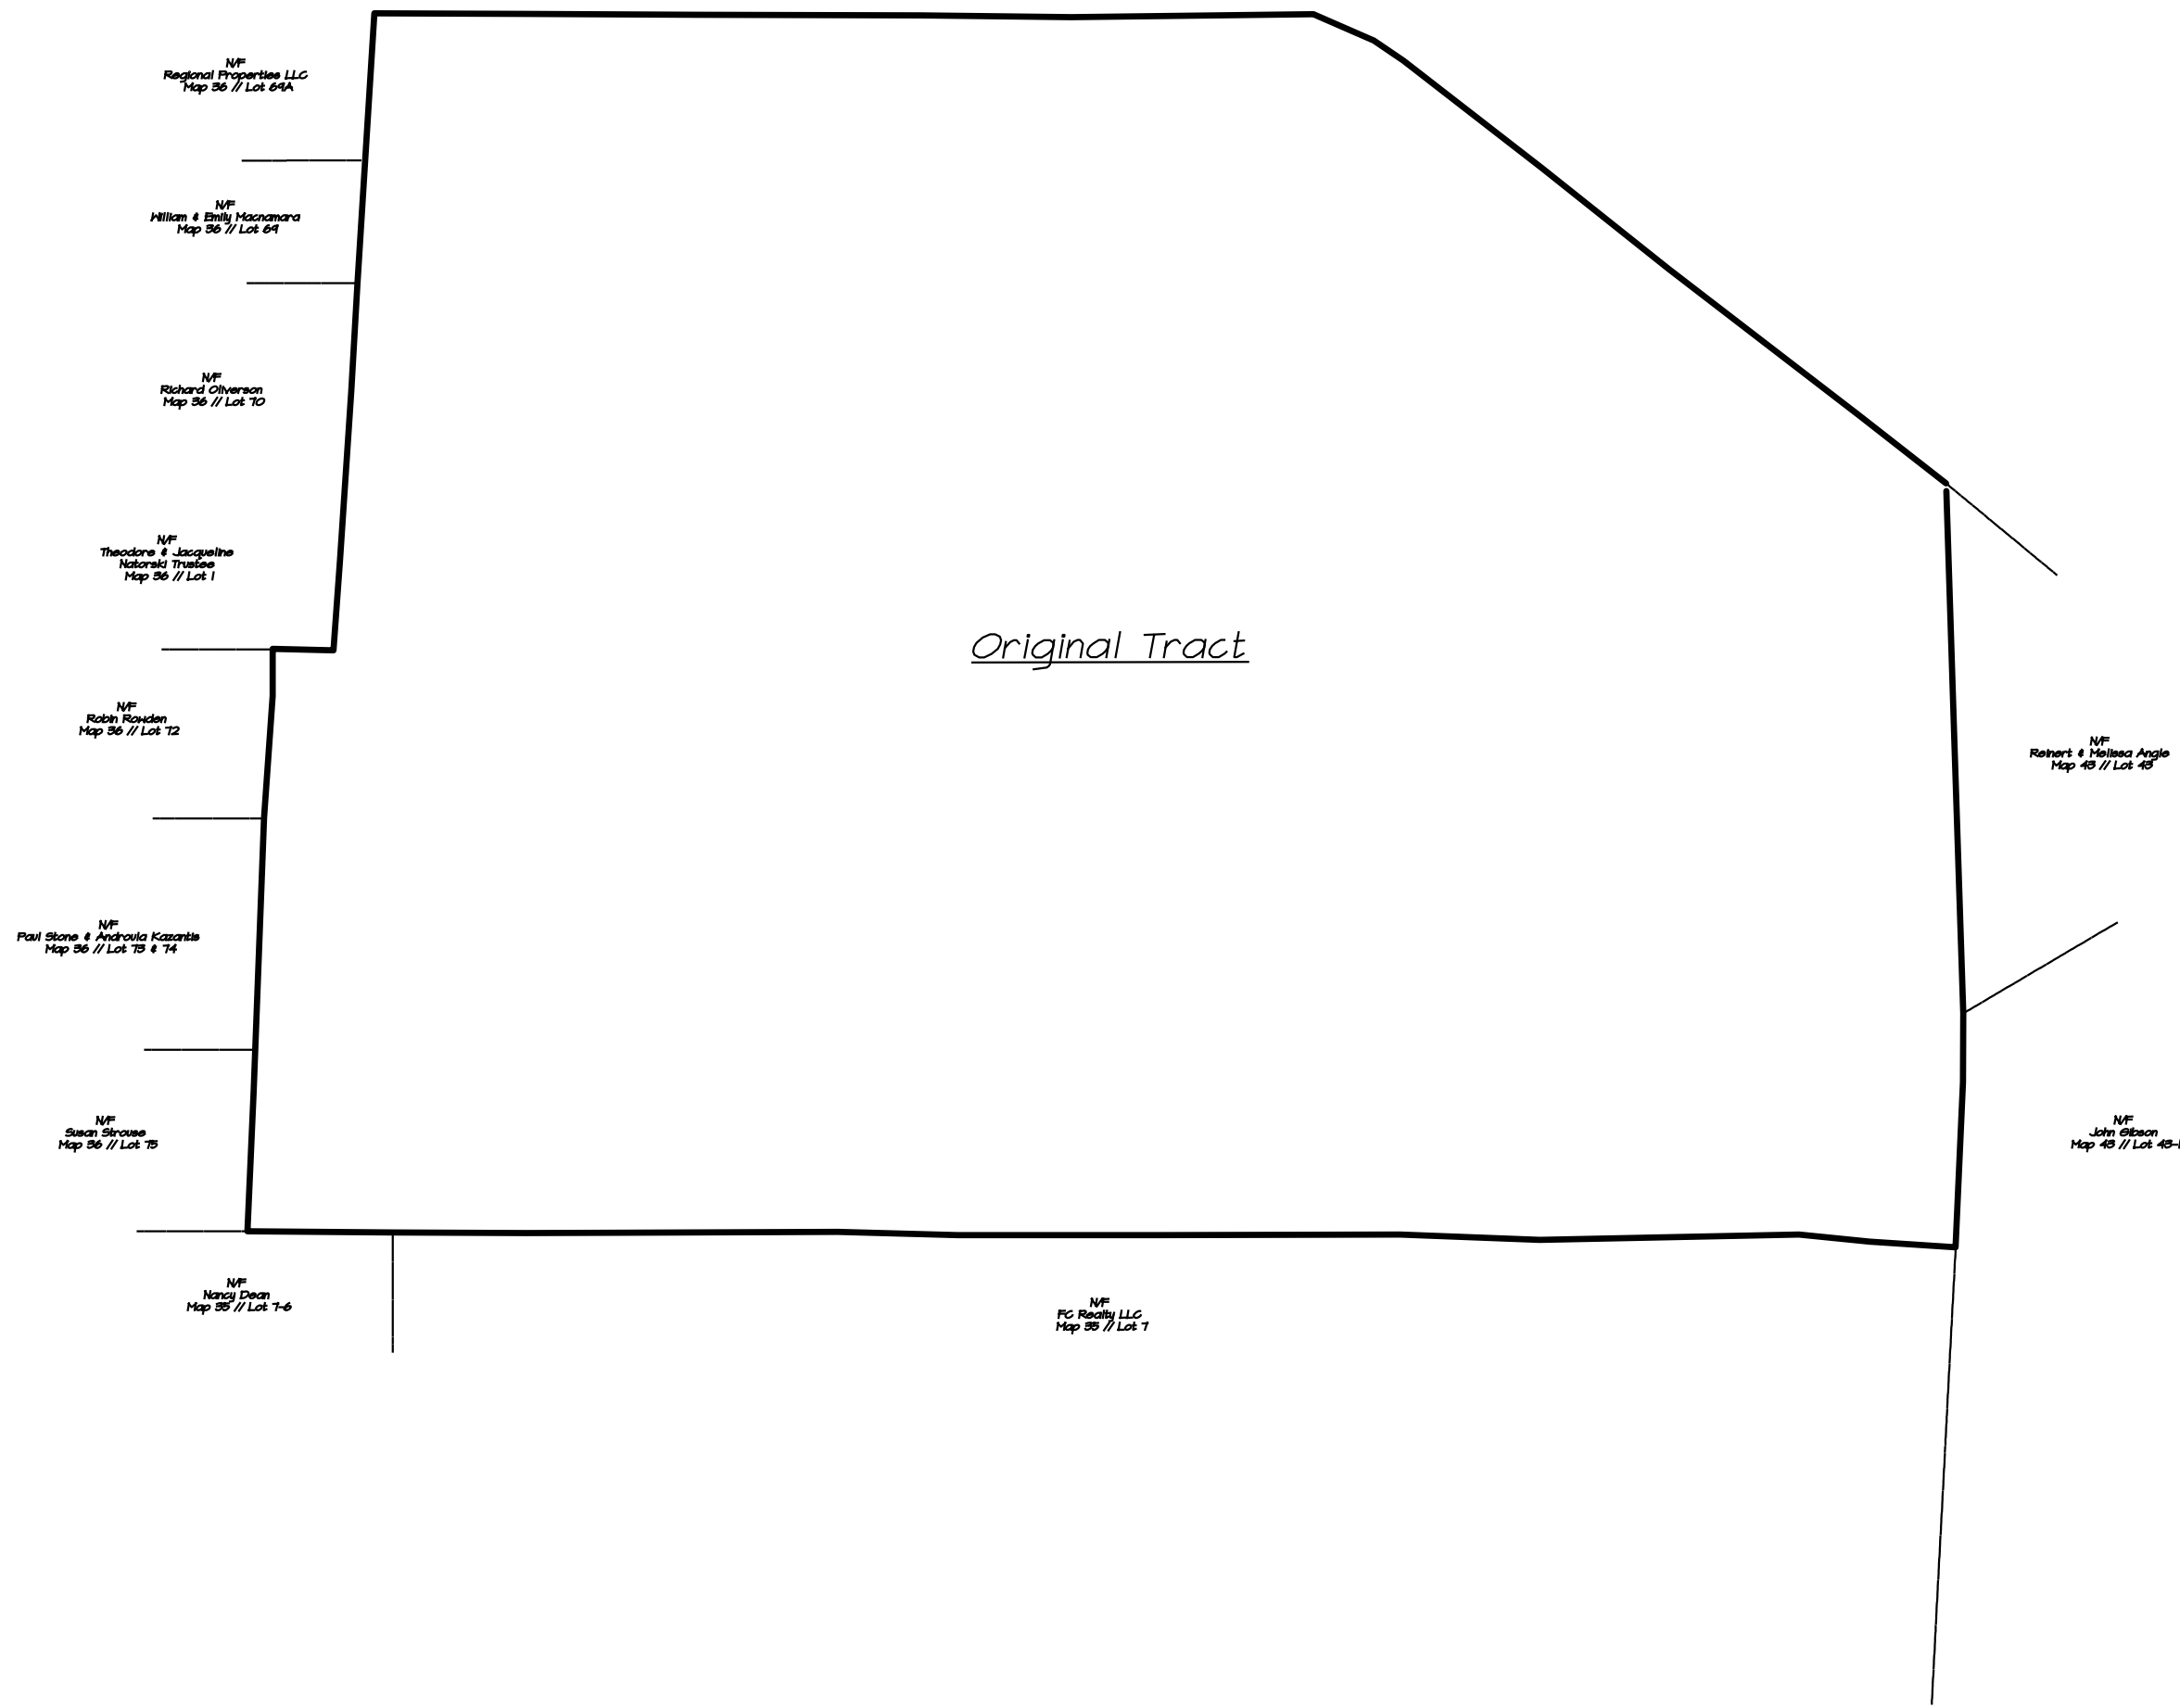 N/F
Regional Properties LLC
Map 36 // Lot 69A
N/F
William & Emily Macnamara
Map 36 // Lot 69
N/F
Richard Oliverson
Map 36 // Lot 70
N/F
Theodore & Jacqueline
Natorski Trustee
Map 36 // Lot 1
Original Tract
N/F
Robin Rowden
Map 36 // Lot 72
N/F
Reinert & Melissa Angle
Map 43 // Lot 43
N/F
Paul Stone & Androula Kazantis
Map 36 // Lot 73 & 74
N/F
Susan Strouse
Map 36 // Lot 75
N/F
John Gibson
Map 43 // Lot
N/F
Nancy Dean
Map 35 // Lot 7-6
N/F
FC Realty LLC
Map 35 // Lot 7